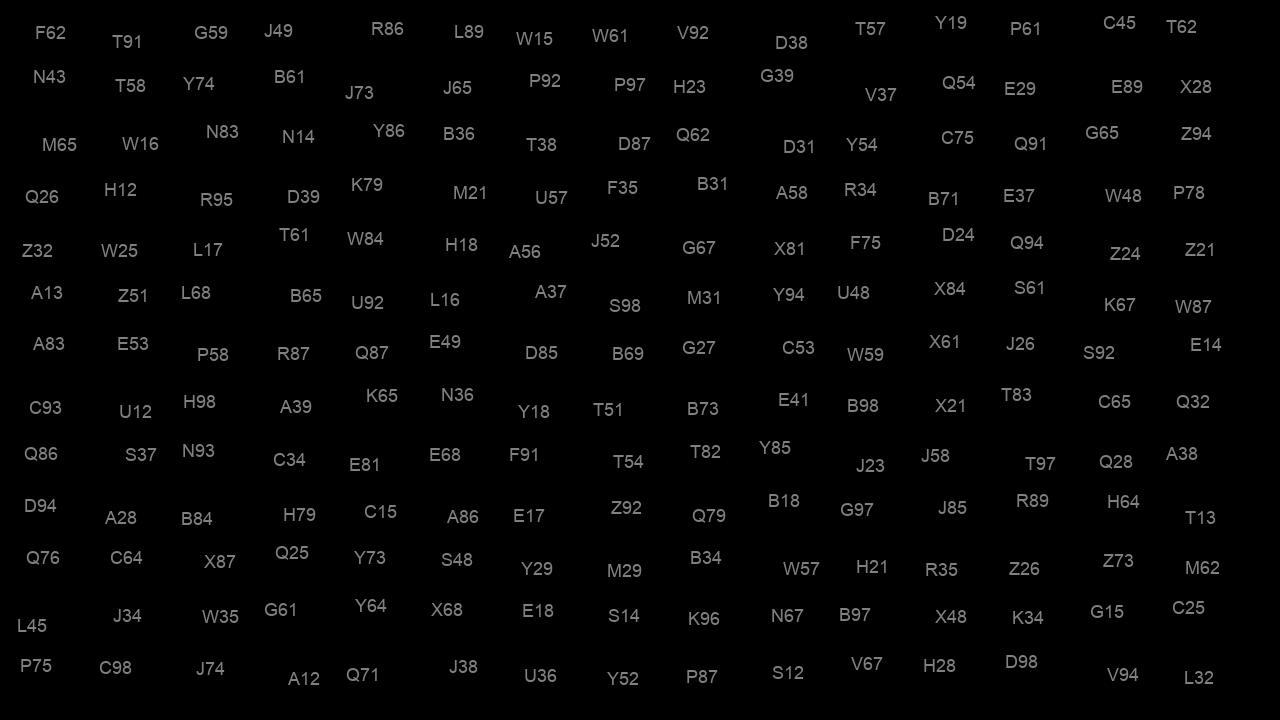 F62 T91 G59 J49 R86 L89 W15 W61 V92 D38 T57 Y19 P61 C45 T62
N43 T58 Y74 B61 J73 J65 P92 P97 H23 G39 V37 Q54 E29 E89 X28
M65 W16 N83 N14 Y86 B36 T38 D87 Q62 D31 Y54 C75 Q91 G65 Z94
Q26 H12 R95 D39 K79 M21 U57 F35 B31 A58 R34 B71 E37 W48 P78
Z32 W25 L17 T61 W84 H18 A56 J52 G67 X81 F75 D24 Q94 Z24 Z21
A13 Z51 L68 B65 U92 L16 A37 S98 M31 Y94 U48 X84 S61 K67 W87
A83 E53 P58 R87 Q87 E49 D85 B69 G27 C53 W59 X61 J26 S92 E14
C93 U12 H98 A39 K65 N36 Y18 T51 B73 E41 B98 X21 T83 C65 Q32
Q86 S37 N93 C34 E81 E68 F91 T54 T82 Y85 J23 J58 T97 Q28 A38
D94 A28 B84 H79 C15 A86 E17 Z92 Q79 B18 G97 J85 R89 H64 T13
Q76 C64 X87 Q25 Y73 S48 Y29 M29 B34 W57 H21 R35 Z26 Z73 M62
L45 J34 W35 G61 Y64 X68 E18 S14 K96 N67 B97 X48 K34 G15 C25
P75 C98 J74 A12 Q71 J38 U36 Y52 P87 S12 V67 H28 D98 V94 L32